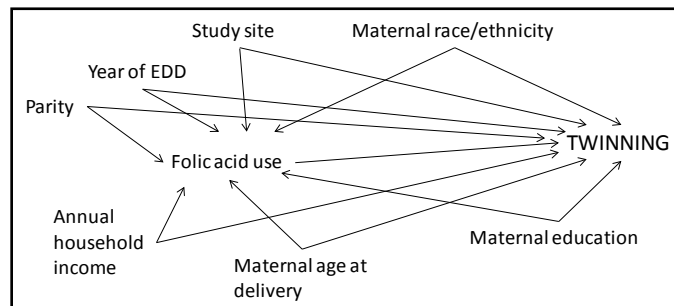 Study site
Maternal race/ethnicity
Year of EDD
Parity
Folic acid use
TWINNING
Annual
household
income
Maternal age at
delivery
Maternal education